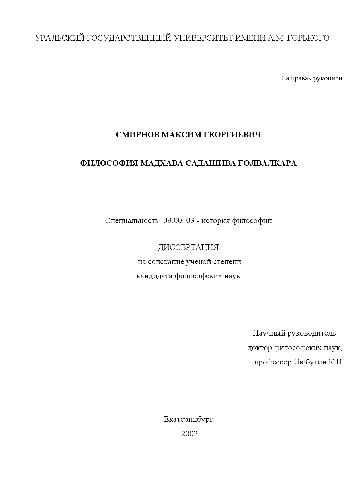 УРАЛЬСКИЙ ГОСУДАРСТВЕННЫЙ УНИВЕРСИТЕТ ИМЕНИ А.М. ГОРЬКОГО
На правах рукописи
СМИРНОВ МАКСИМ ГЕОРГИЕВИЧ
ФИЛОСОФИЯ МАДХАВА САДАШИВА ГОЛВАЛКАРА
Специальность 09.00.03 - история философии
ДИССЕРТАЦИЯ
на соискание ученой степени
кандидата философских наук
Научный руководитель
доктор философских наук,
профессор Любутин К.Н.
Екатеринбург